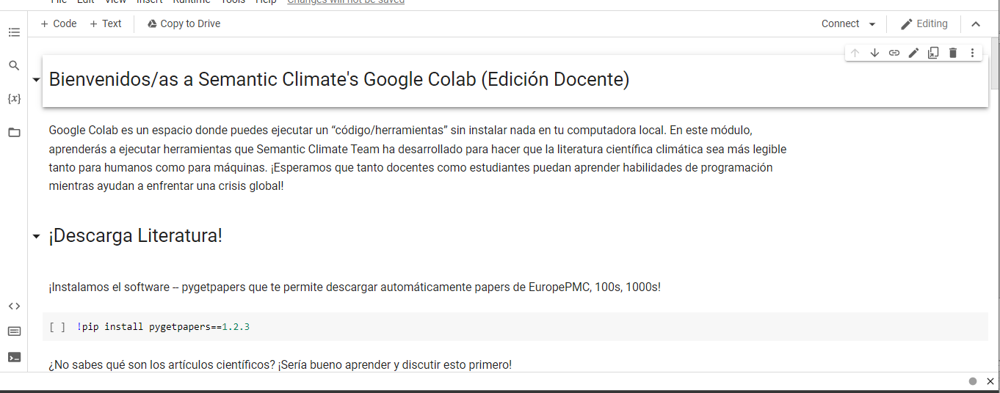 File Edit View Insert Runtime Tools Help Changes will not be saved
+ Code + Text Copy to Drive Connect Editing
Bienvenidos/as a Semantic Climate's Google Colab (Edición Docente)
{x}
Google Colab es un espacio donde puedes ejecutar un “código/herramientas” sin instalar nada en tu computadora local. En este módulo,
aprenderás a ejecutar herramientas que Semantic Climate Team ha desarrollado para hacer que la literatura científica climática sea más legible
tanto para humanos como para máquinas. ¡Esperamos que tanto docentes como estudiantes puedan aprender habilidades de programación
mientras ayudan a enfrentar una crisis global!
¡Descarga Literatura!
¡Instalamos el software -- pygetpapers que te permite descargar automáticamente papers de EuropePMC, 100s, 1000s!
[ ] !pip install pygetpapers==1.2.3
¿No sabes qué son los artículos científicos? ¡Sería bueno aprender y discutir esto primero!